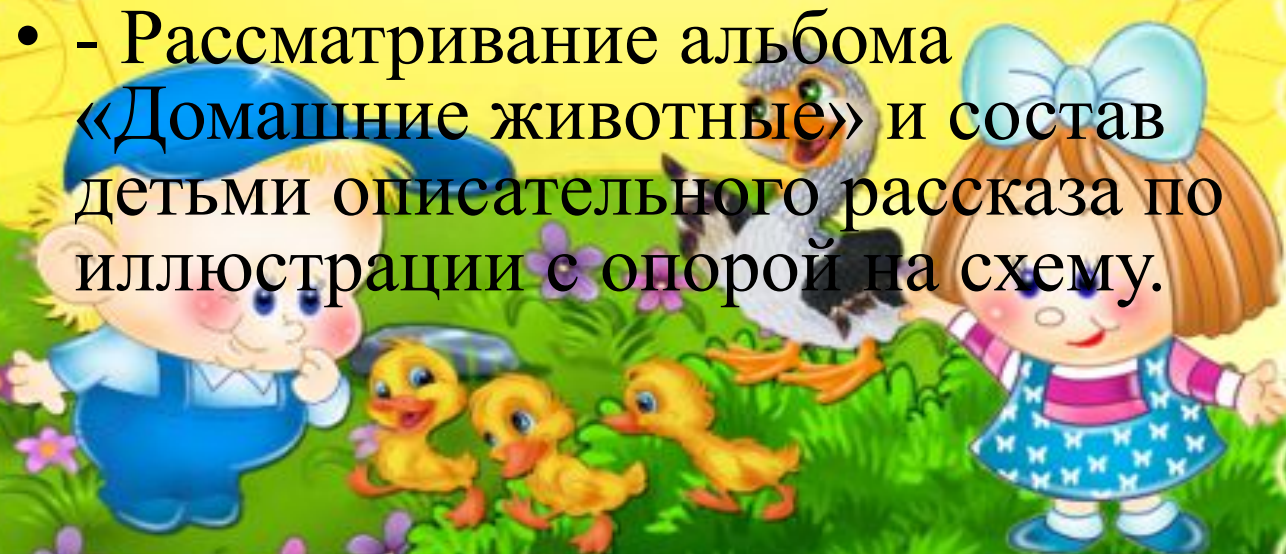 • - Рассматривание альбома
«Домашние животные» и состав
детьми описательного рассказа по
иллюстрации с опорой на схему.